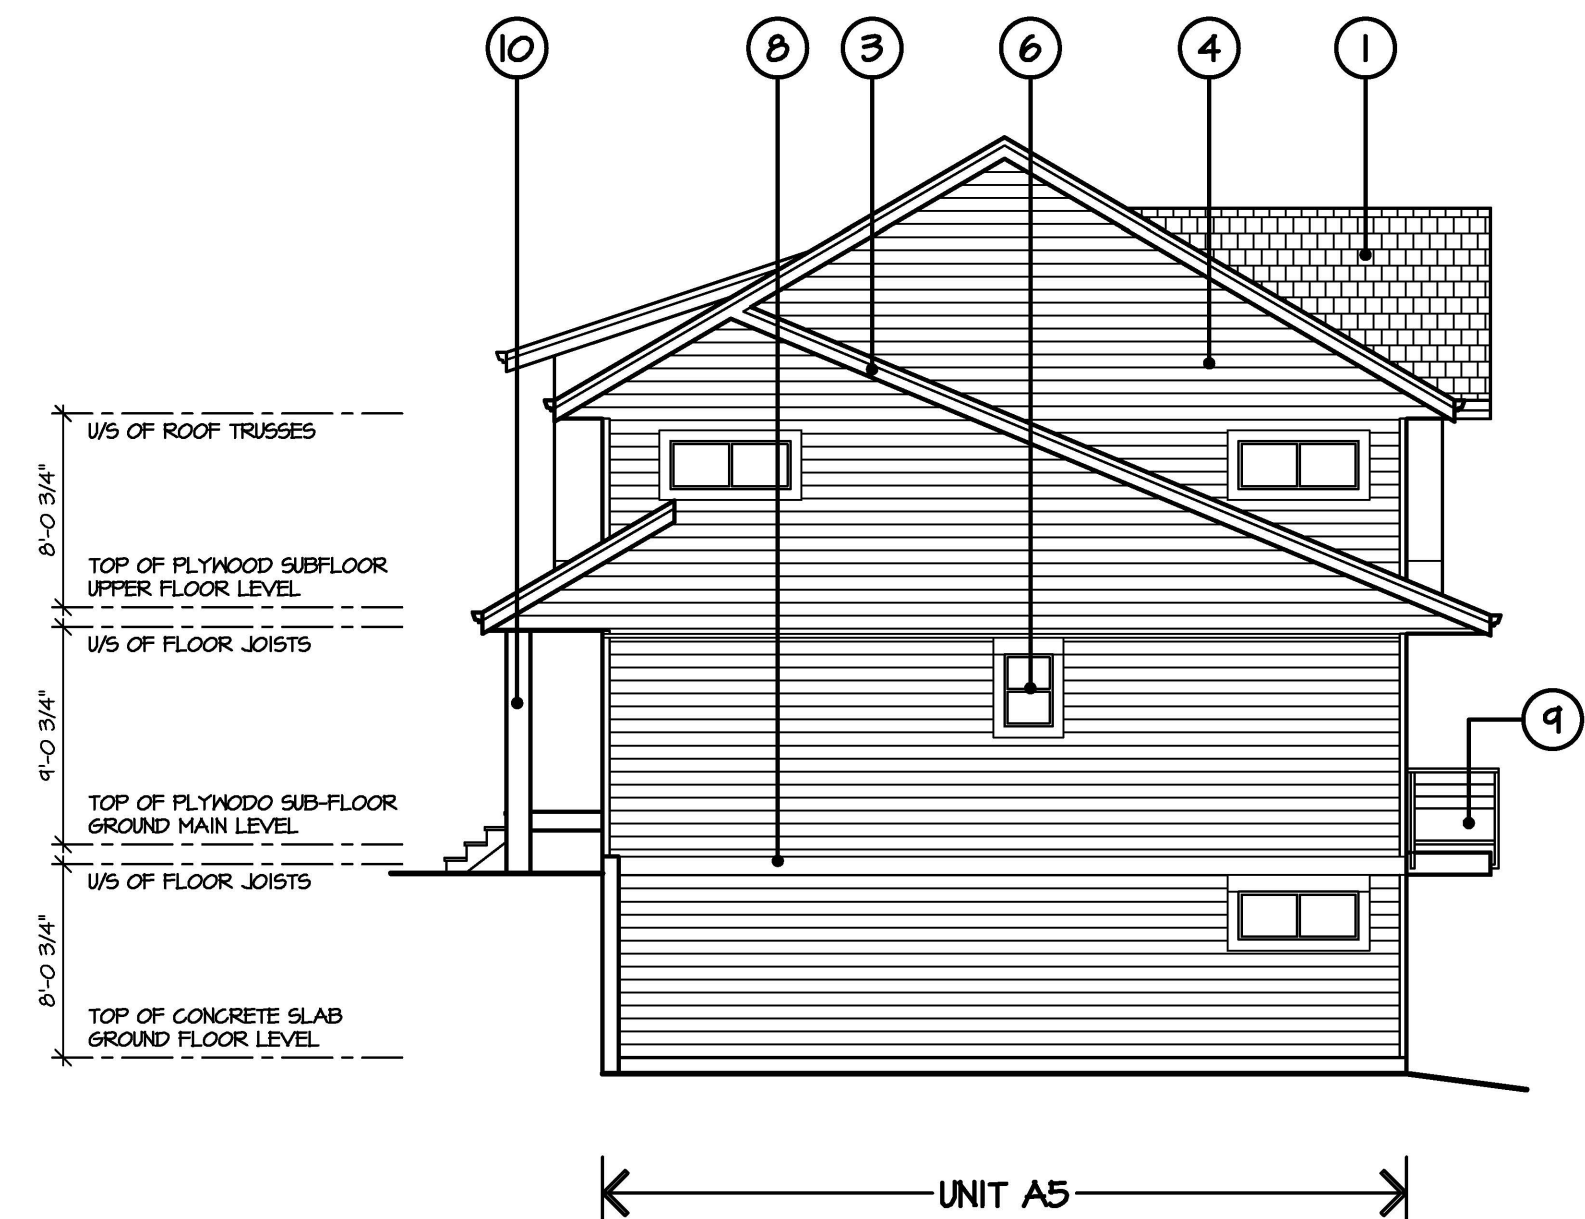 10 8 3 6 4 1
U/S OF ROOF TRUSSES
8'-0 3/4"
TOP OF PLYWOOD SUBFLOOR
UPPER FLOOR LEVEL
U/S OF FLOOR JOISTS
9'-0 3/4"
9
TOP OF PLYWODO SUB-FLOOR
GROUND MAIN LEVEL
U/S OF FLOOR JOISTS
8'-0 3/4"
TOP OF CONCRETE SLAB
GROUND FLOOR LEVEL
UNIT A5